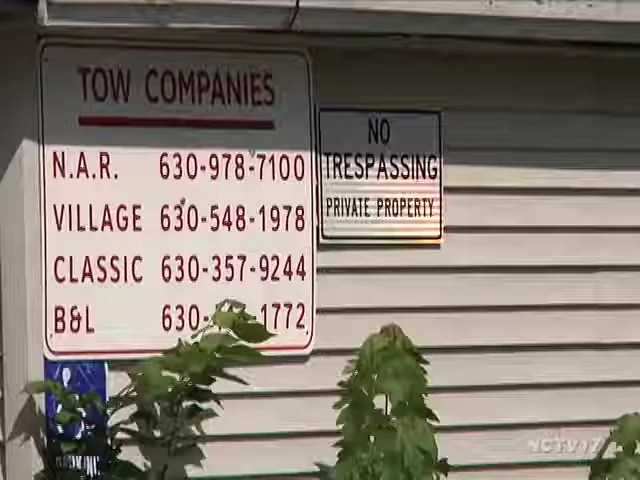 TOW COMPANIES
N.A.R. 630-978-7100
VILLAGE 630-548-1978
CLASSIC 630-357-9244
B&L 630- -1772
NO
TRESPASSING
PRIVATE PROPERTY
NCTV17